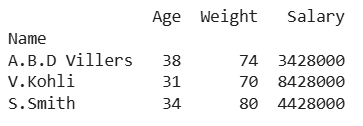 Age Weight Salary
Name
A.B.D Villers 38 74 3428000
V.Kohli 31 70 8428000
S.Smith 34 80 4428000